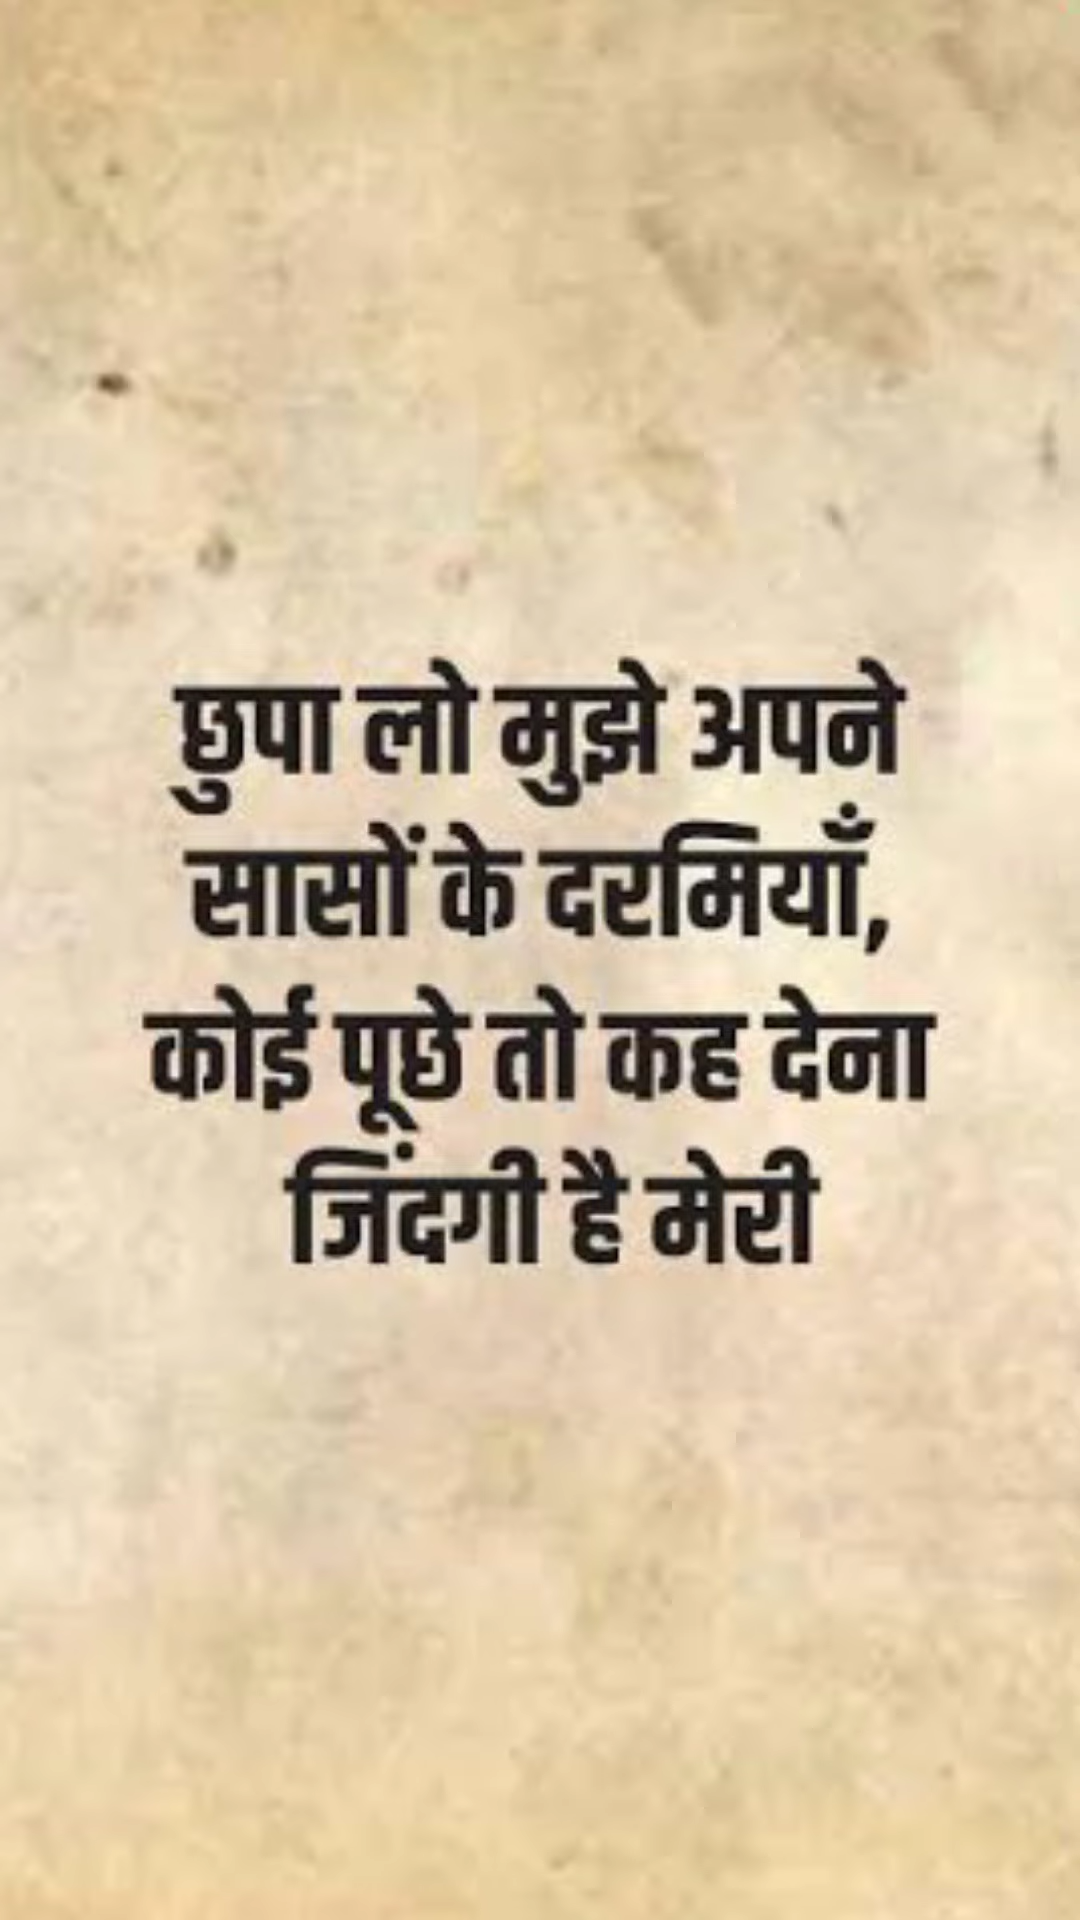 छुपा लो मुझे अपने
सासों के दरमियाँ,
कोई पूछे तो कह देना
जिंदगी है मेरी